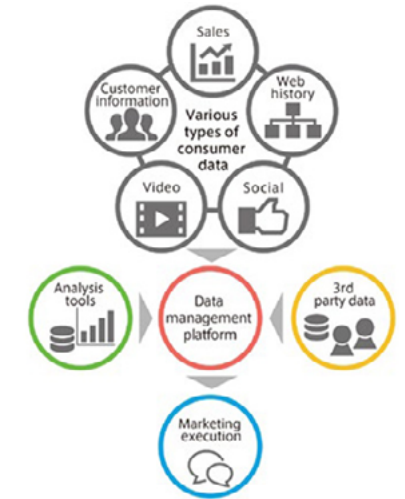 Sales
Customer
information
Web
history
Various
types of
consumer
data
Video
Social
Analysis
tools
Data
management
platform
3rd
party data
Marketing
execution